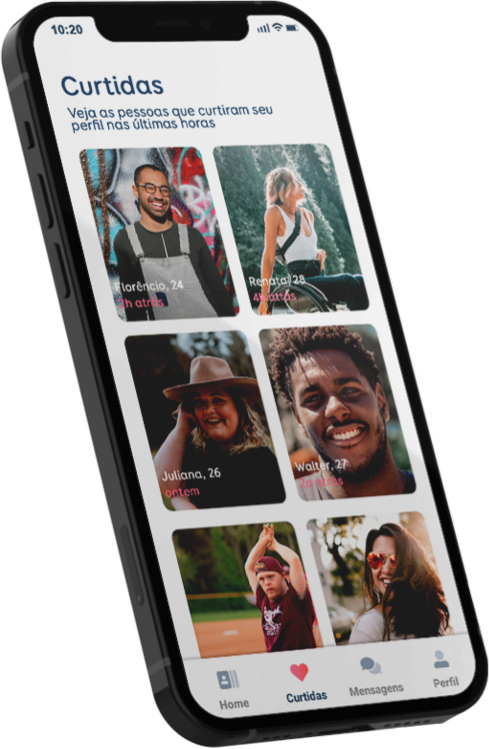 10:20
Curtidas
Veja as pessoas que curtiram seu
perfil nas últimas horas
Florêncio, 24
1h atrás
Renata, 28
4h atrás
Juliana, 26
ontem
Walter, 27
2d atrás
Home
Curtidas
Mensagens
Perfil